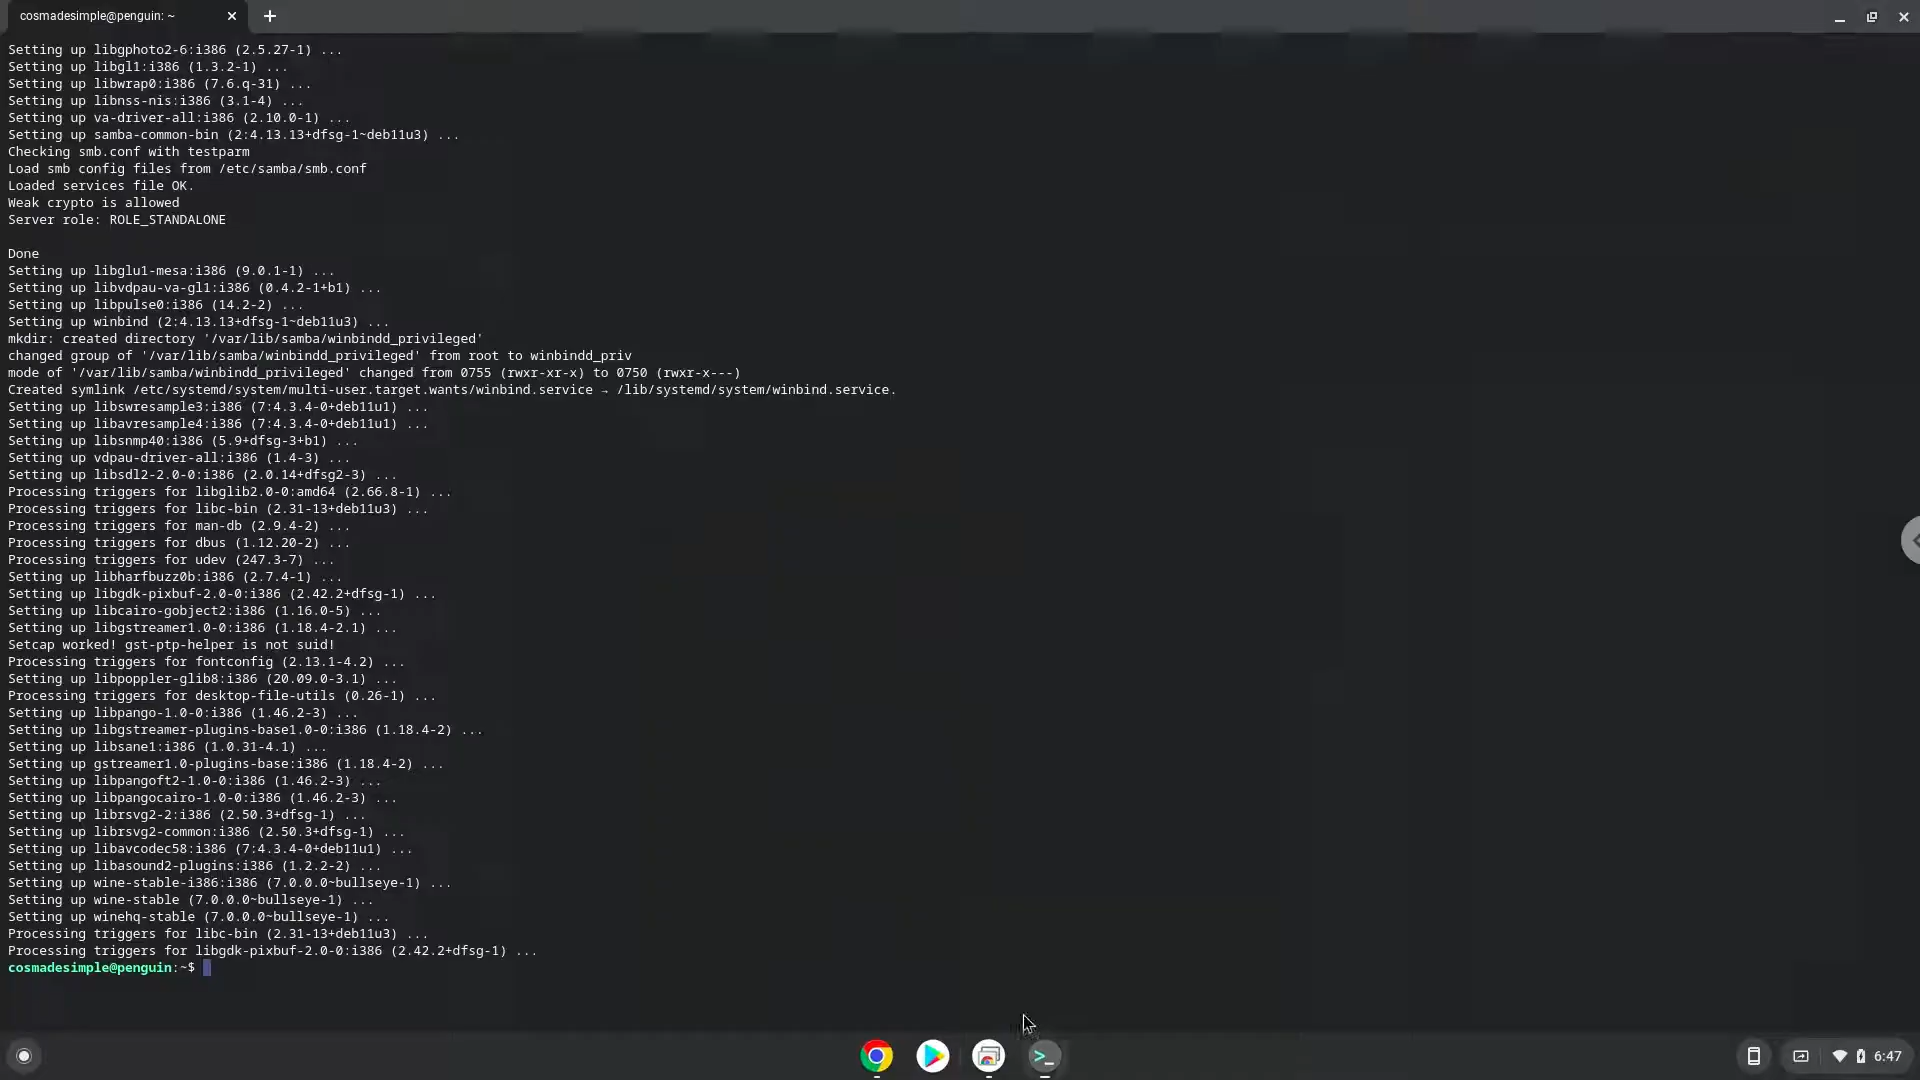 cosmadesimple@penguin: ~
Setting up libgphoto2-6:i386 (2.5.27-1) ...
Setting up libgl1:i386 (1.3.2-1) ...
Setting up libwrap0:i386 (7.6.q-31) ...
Setting up libnss-nis:i386 (3.1-4) ...
Setting up va-driver-all:i386 (2.10.0-1) ...
Setting up samba-common-bin (2:4.13.13+dfsg-1~deb11u3) ...
Checking smb.conf with testparm
Load smb config files from /etc/samba/smb.conf
Loaded services file OK.
Weak crypto is allowed
Server role: ROLE_STANDALONE
Done
Setting up libglu1-mesa:i386 (9.0.1-1) ...
Setting up libvdpau-va-gl1:i386 (0.4.2-1+b1) ...
Setting up libpulse0:i386 (14.2-2) ...
Setting up winbind (2:4.13.13+dfsg-1~deb11u3) ...
mkdir: created directory '/var/lib/samba/winbindd_privileged'
changed group of '/var/lib/samba/winbindd_privileged' from root to winbindd_priv
mode of '/var/lib/samba/winbindd_privileged' changed from 0755 (rwxr-xr-x) to 0750 (rwxr-x---)
Created symlink /etc/systemd/system/multi-user.target.wants/winbind.service → /lib/systemd/system/winbind.service.
Setting up libswresample3:i386 (7:4.3.4-0+deb11u1) ...
Setting up libavresample4:i386 (7:4.3.4-0+deb11u1) ...
Setting up libsnmp40:i386 (5.9+dfsg-3+b1) ...
Setting up vdpau-driver-all:i386 (1.4-3) ...
Setting up libsdl2-2.0-0:i386 (2.0.14+dfsg2-3) ...
Processing triggers for libglib2.0-0:amd64 (2.66.8-1) ...
Processing triggers for libc-bin (2.31-13+deb11u3) ...
Processing triggers for man-db (2.9.4-2) ...
Processing triggers for dbus (1.12.20-2) ...
Processing triggers for udev (247.3-7) ...
Setting up libharfbuzz0b:i386 (2.7.4-1) ...
Setting up libgdk-pixbuf-2.0-0:i386 (2.42.2+dfsg-1) ...
Setting up libcairo-gobject2:i386 (1.16.0-5) ...
Setting up libgstreamer1.0-0:i386 (1.18.4-2.1) ...
Setcap worked! gst-ptp-helper is not suid!
Processing triggers for fontconfig (2.13.1-4.2) ...
Setting up libpoppler-glib8:i386 (20.09.0-3.1) ...
Processing triggers for desktop-file-utils (0.26-1) ...
Setting up libpango-1.0-0:i386 (1.46.2-3) ...
Setting up libgstreamer-plugins-base1.0-0:i386 (1.18.4-2) ...
Setting up libsane1:i386 (1.0.31-4.1) ...
Setting up gstreamer1.0-plugins-base:i386 (1.18.4-2) ...
Setting up libpangoft2-1.0-0:i386 (1.46.2-3) ...
Setting up libpangocairo-1.0-0:i386 (1.46.2-3) ...
Setting up librsvg2-2:i386 (2.50.3+dfsg-1) ...
Setting up librsvg2-common:i386 (2.50.3+dfsg-1) ...
Setting up libavcodec58:i386 (7:4.3.4-0+deb11u1) ...
Setting up libasound2-plugins:i386 (1.2.2-2) ...
Setting up wine-stable-i386:i386 (7.0.0.0~bullseye-1) ...
Setting up wine-stable (7.0.0.0~bullseye-1) ...
Setting up winehq-stable (7.0.0.0~bullseye-1) ...
Processing triggers for libc-bin (2.31-13+deb11u3) ...
Processing triggers for libgdk-pixbuf-2.0-0:i386 (2.42.2+dfsg-1) ...
cosmadesimple@penguin:~$
6:47